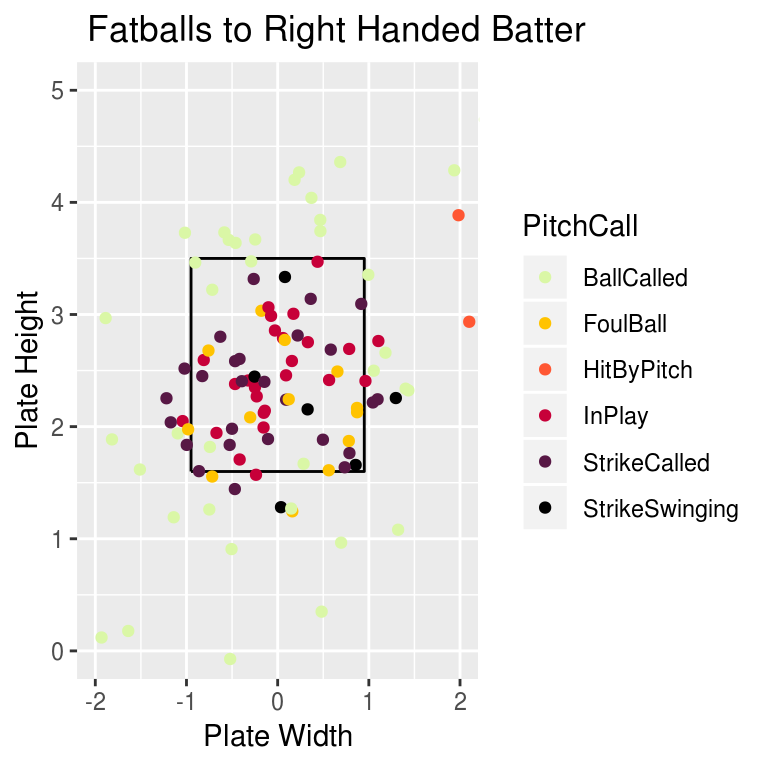 Fatballs to Right Handed Batter
5
4
3
2
1
0
-2 -1 0 1 2
Plate Height
Plate Width
PitchCall
BallCalled
FoulBall
HitByPitch
InPlay
StrikeCalled
StrikeSwinging